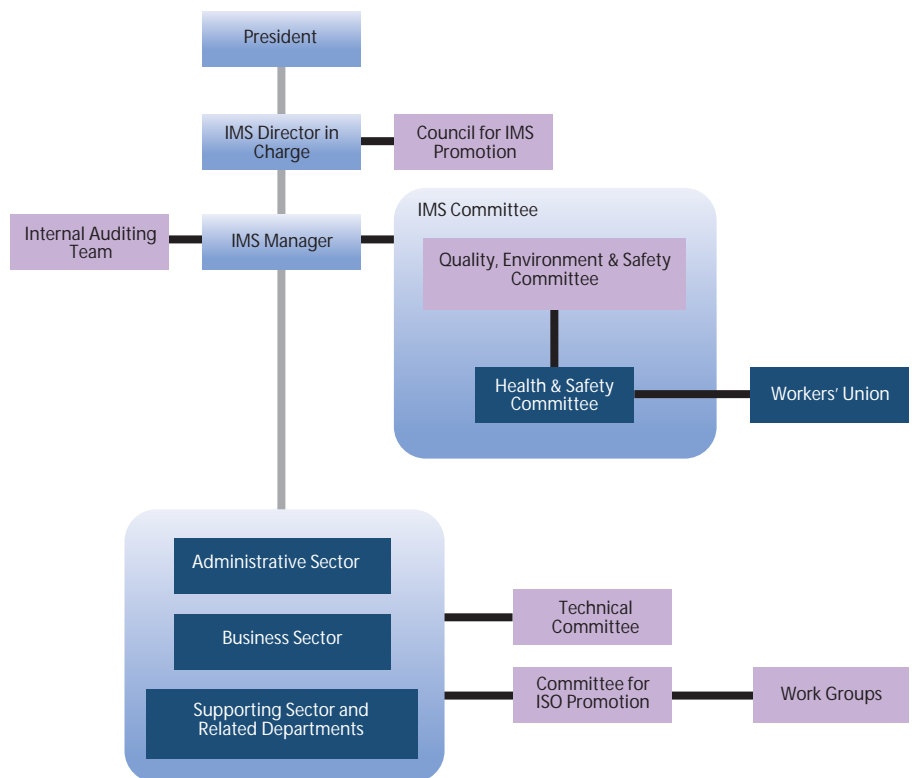 President
IMS Director in
Charge
Council for IMS
Promotion
IMS Committee
Internal Auditing
Team
IMS Manager
Quality, Environment & Safety
Committee
Health & Safety
Committee
Workers' Union
Administrative Sector
Business Sector
Supporting Sector and
Related Departments
Technical
Committee
Committee for
ISO Promotion
Work Groups